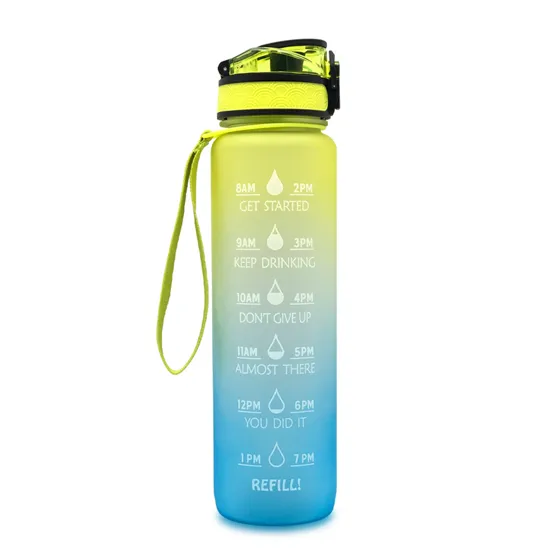 8AM 2PM
GET STARTED
9AM 3PM
KEEP DRINKING
10AM 4PM
DON'T GIVE UP
11AM 5PM
ALMOST THERE
12PM 6PM
YOU DID IT
1PM 7PM
REFILL!